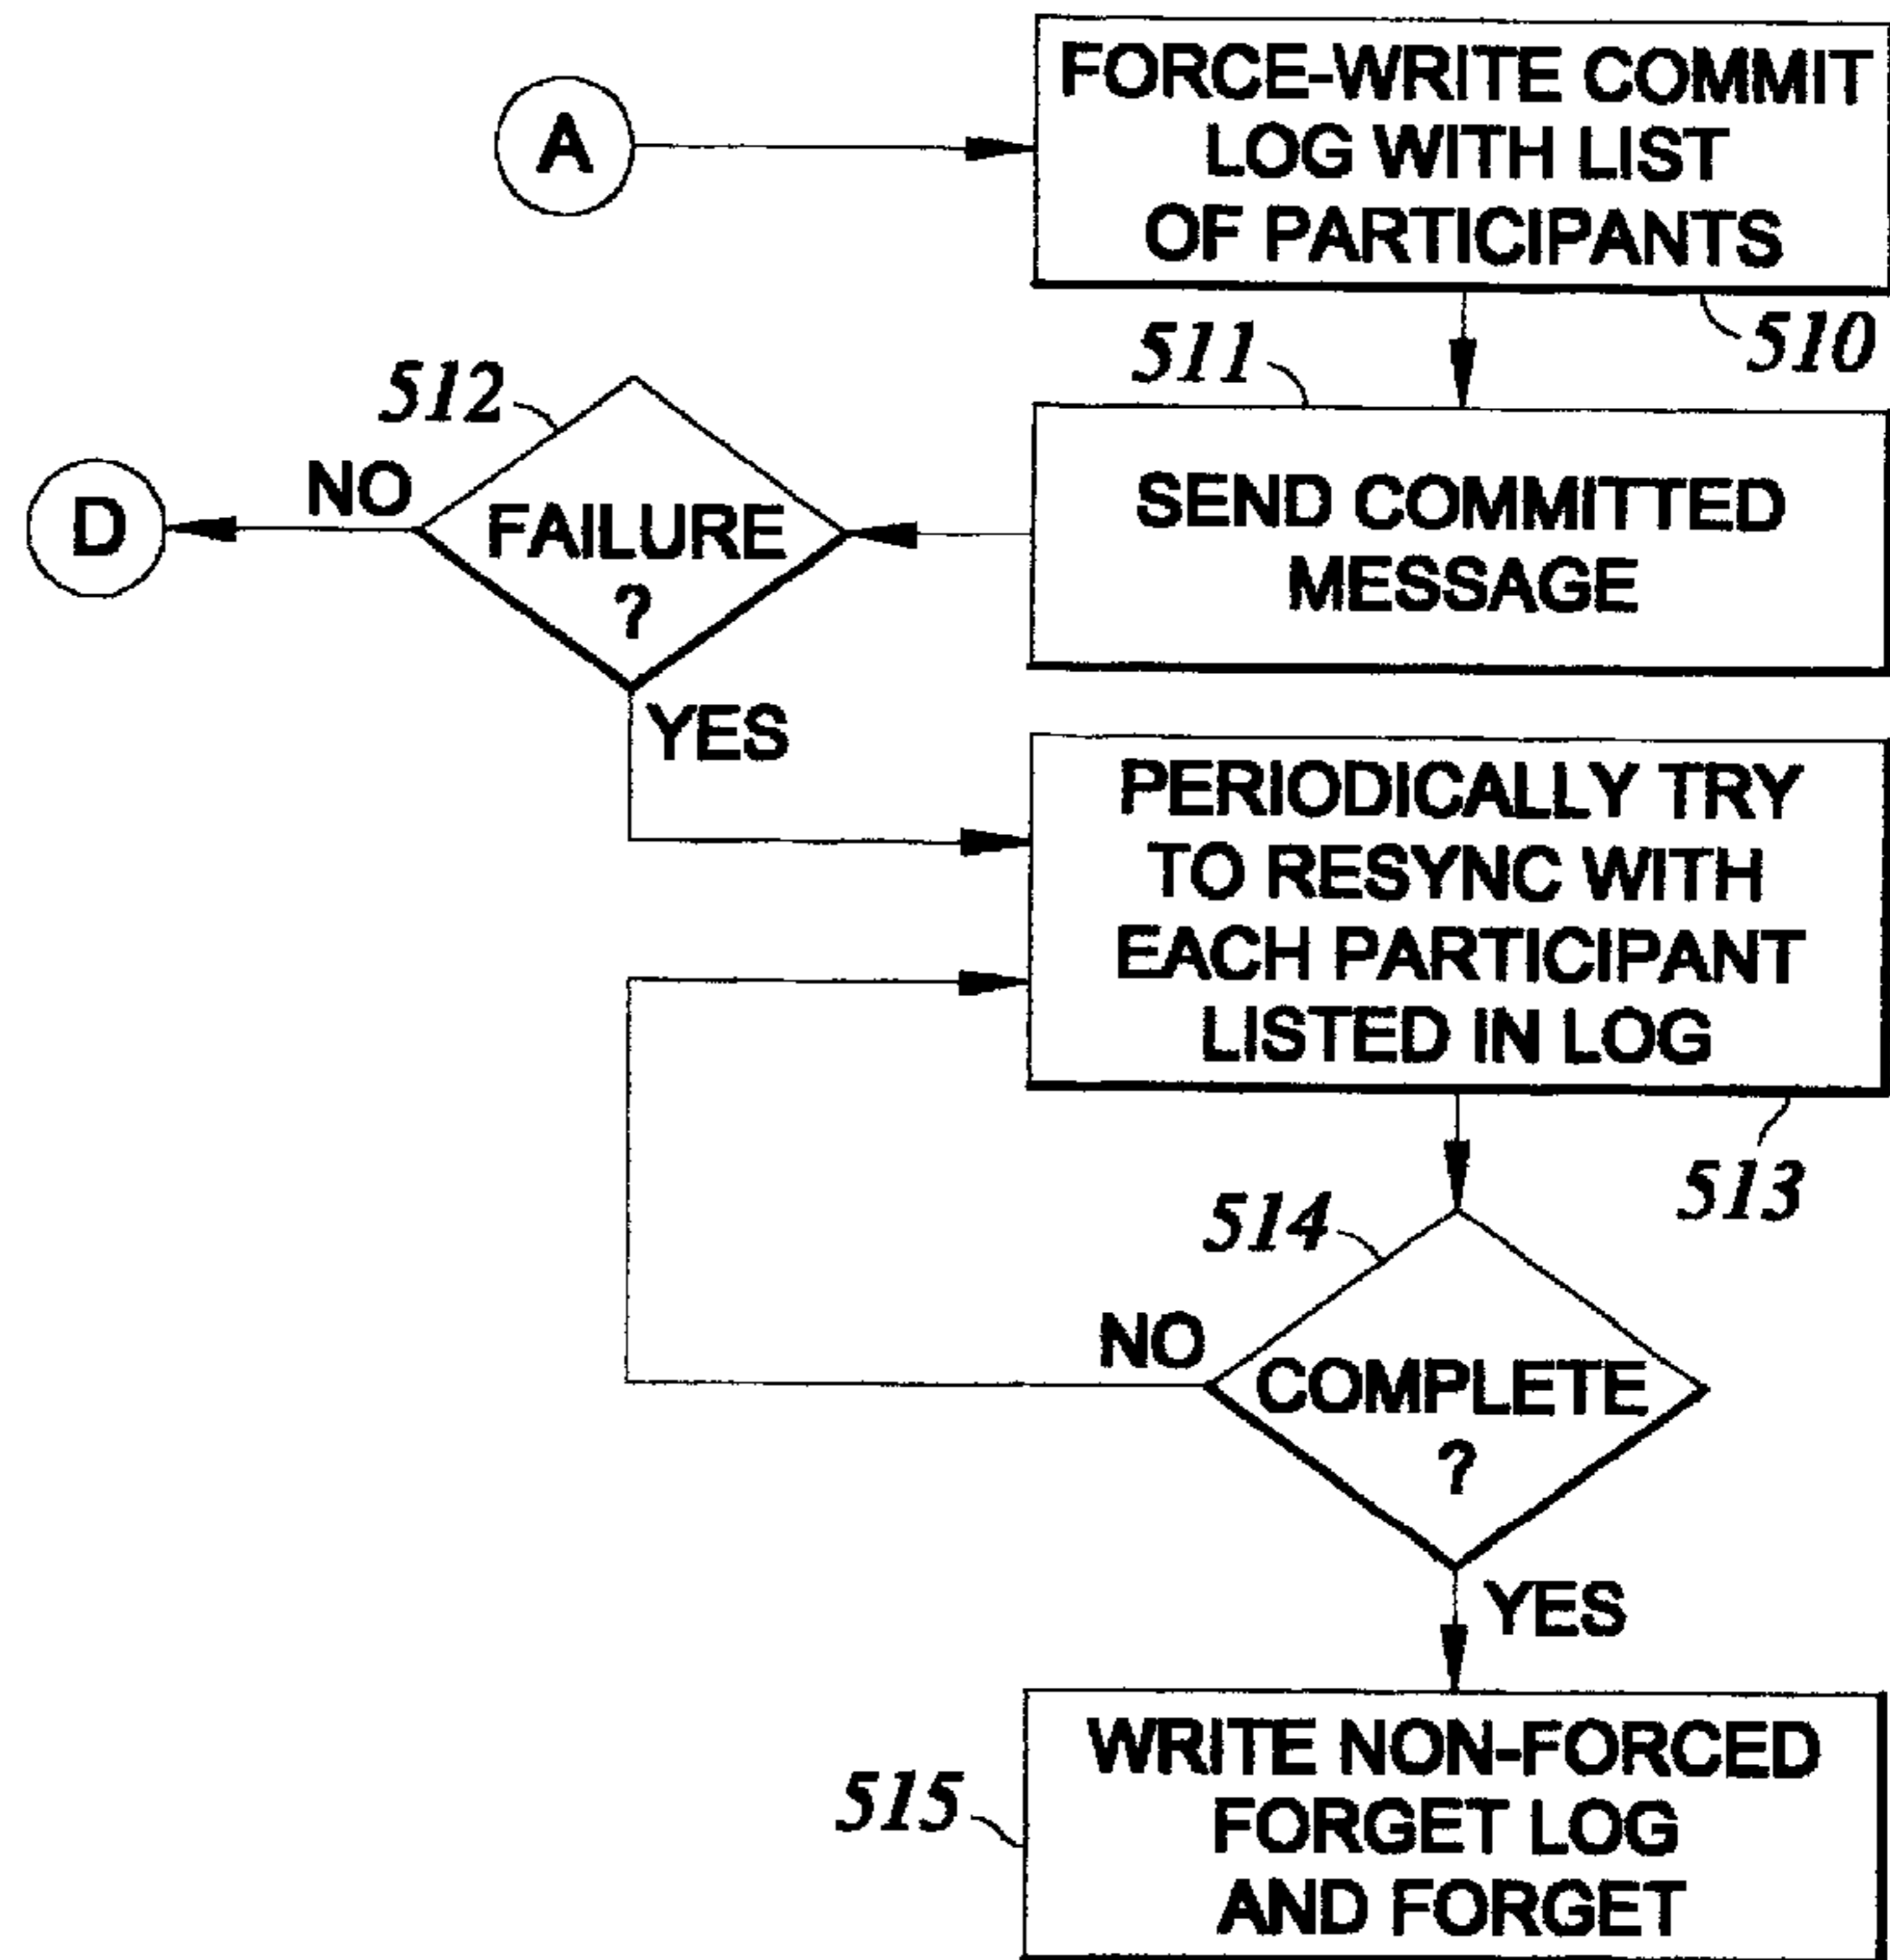 A
FORCE-WRITE COMMIT
LOG WITH LIST
OF PARTICIPANTS
510
511
SEND COMMITTED
MESSAGE
512
FAILURE
?
NO
D
YES
PERIODICALLY TRY
TO RESYNC WITH
EACH PARTICIPANT
LISTED IN LOG
513
514
COMPLETE
?
NO
YES
515
WRITE NON-FORCED
FORGET LOG
AND FORGET